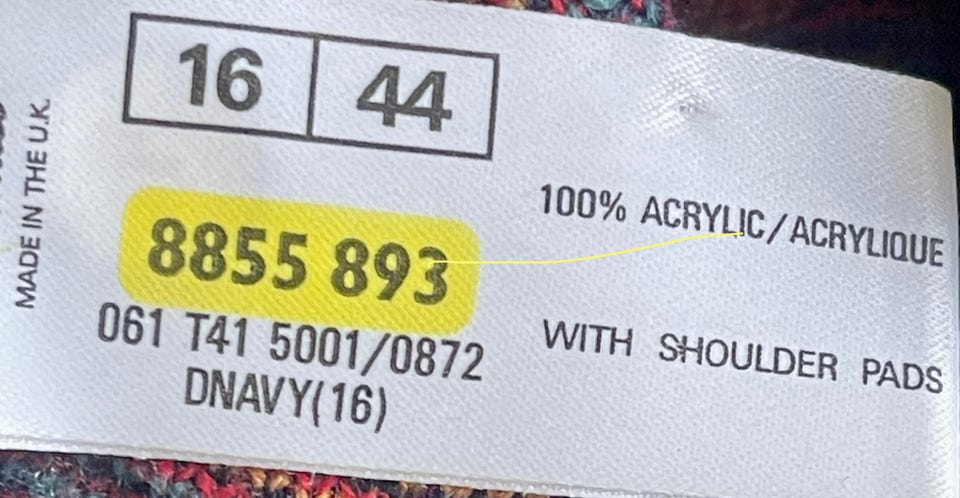 16 44
MADE IN THE U.K.
8855 893
061 T41 5001/0872
DNAVY(16)
100% ACRYLIC/ACRYLIQUE
WITH SHOULDER PADS